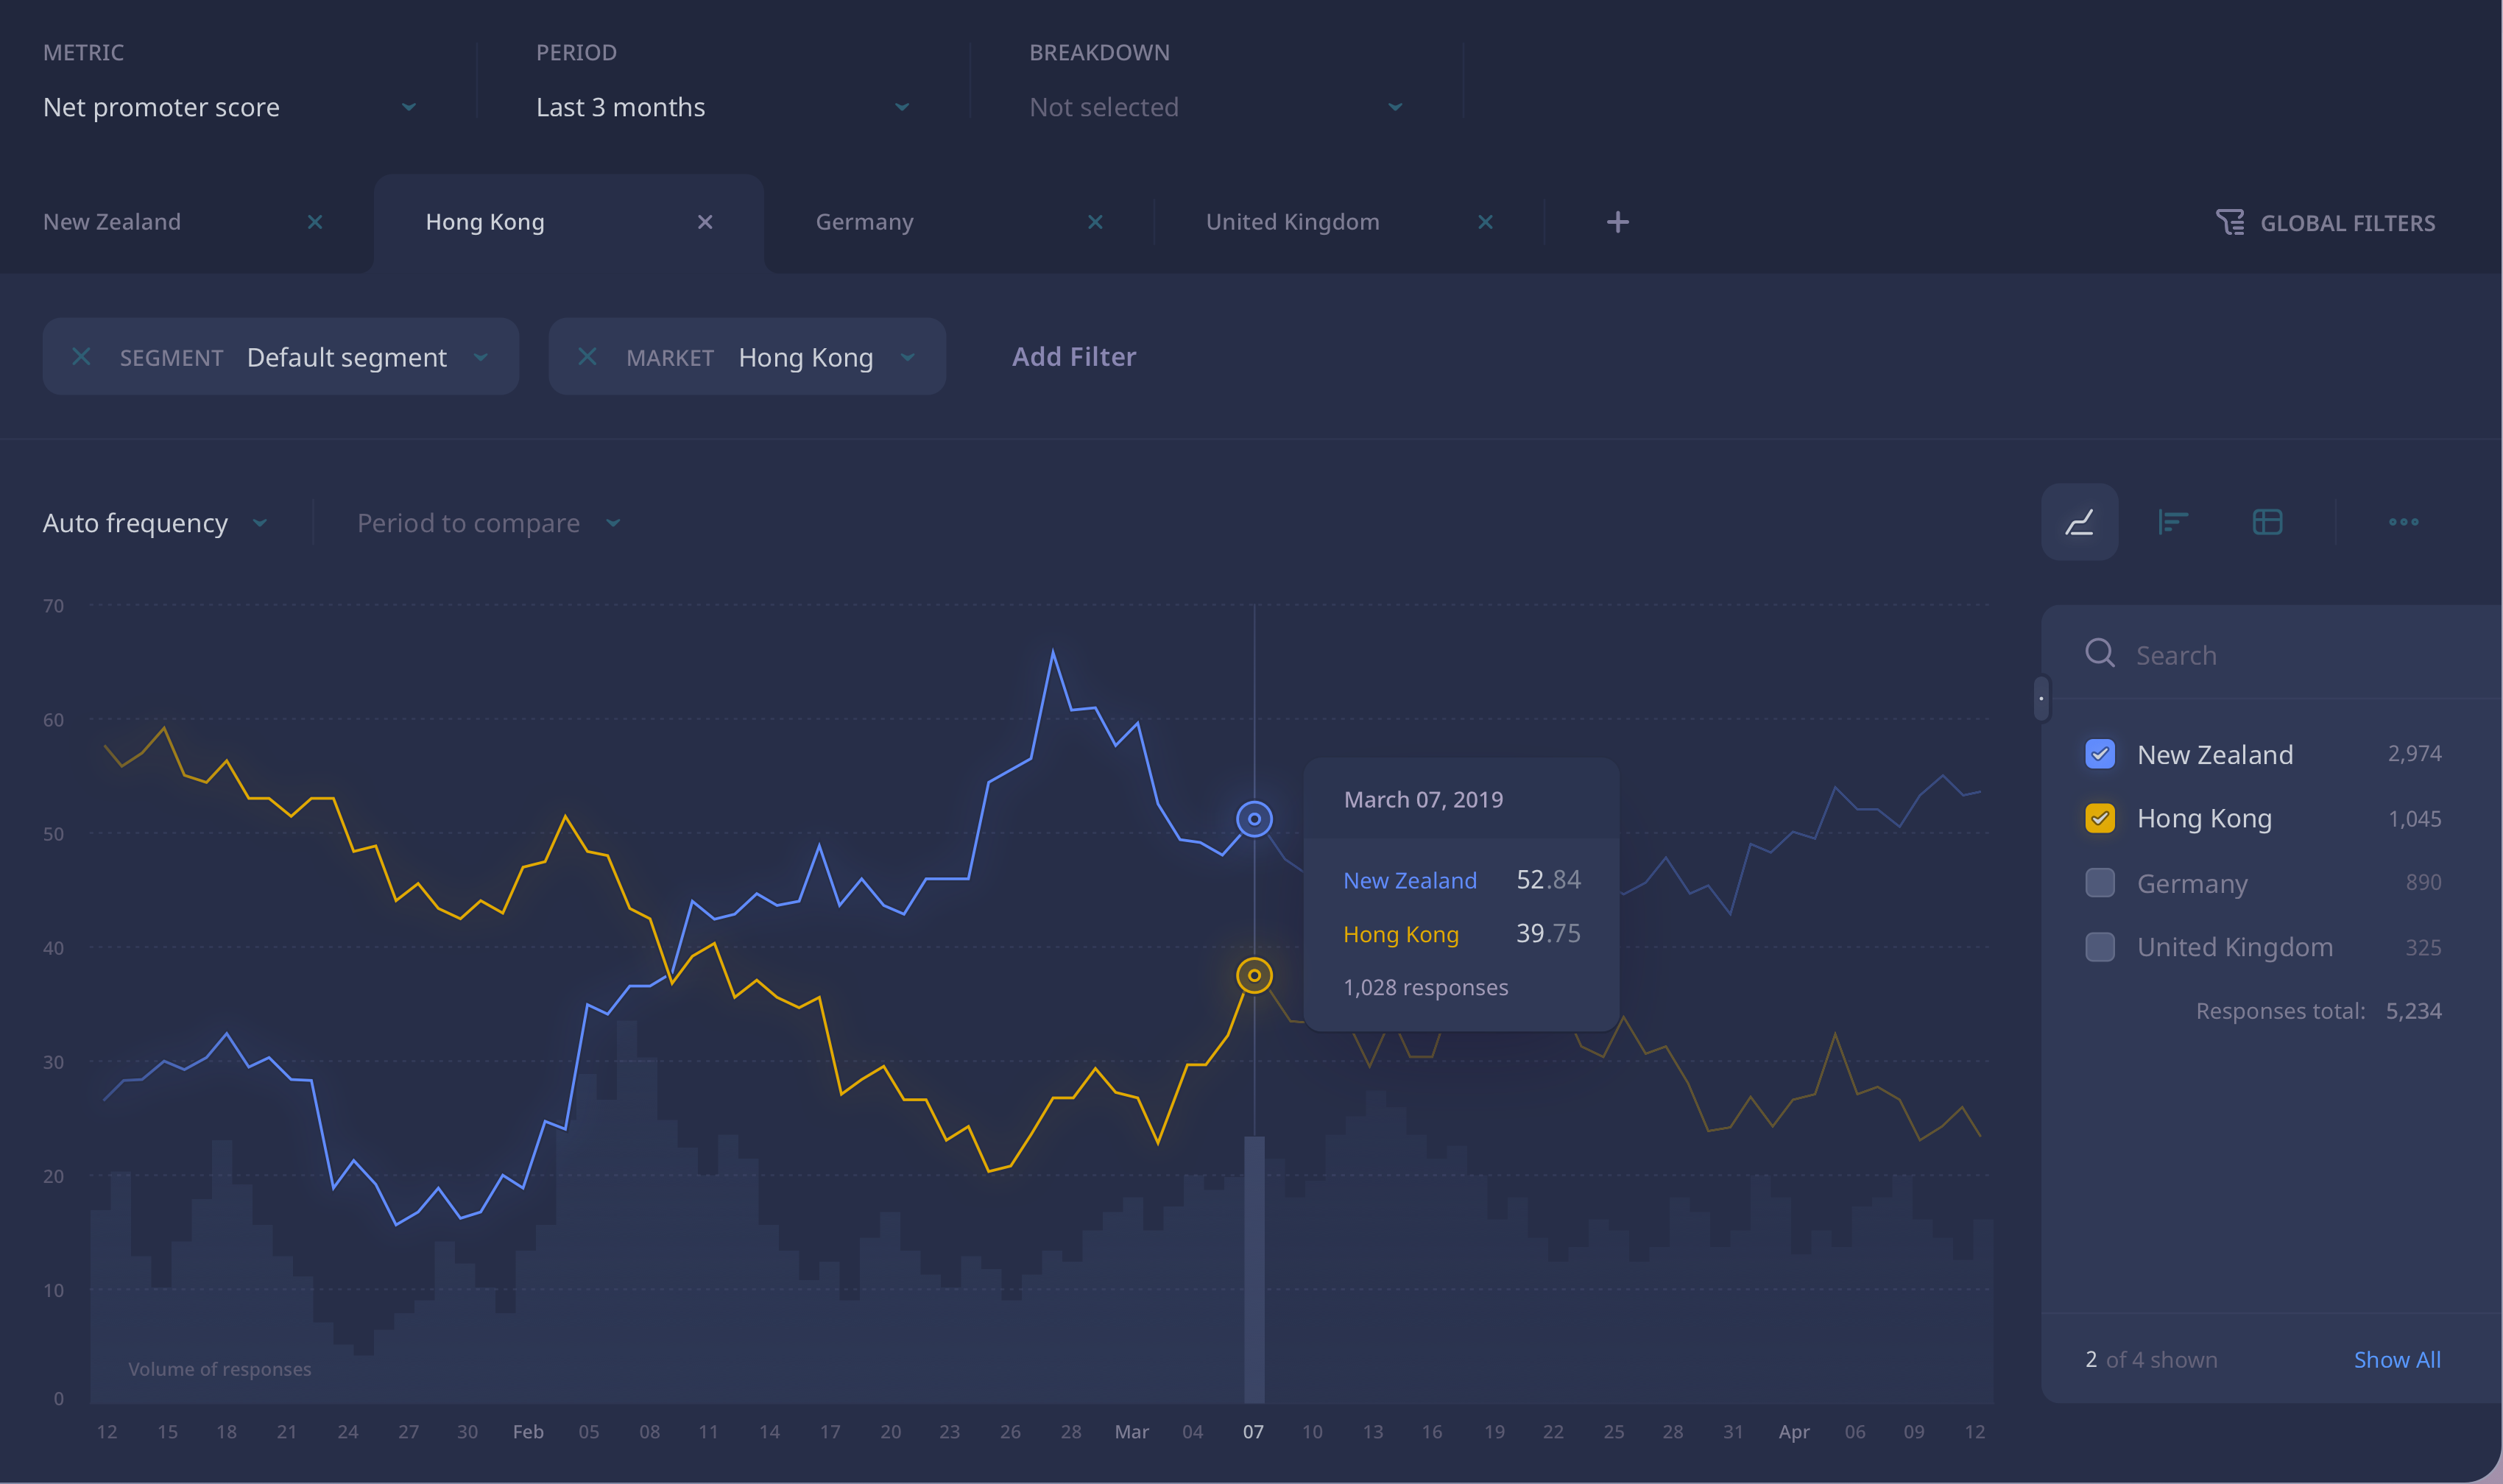 METRIC PERIOD BREAKDOWN
Net promoter score Last 3 months Not selected
New Zealand Hong Kong Germany United Kingdom GLOBAL FILTERS
SEGMENT Default segment MARKET Hong Kong Add Filter
Auto frequency Period to compare
70
60
50
40
30
20
10
0
March 07, 2019
New Zealand 52.84
Hong Kong 39.75
1,028 responses
Volume of responses
12 15 18 21 24 27 30 Feb 05 08 11 14 17 20 23 26 28 Mar 04 07 10 13 16 19 22 25 28 31 Apr 06 09 12
Search
New Zealand 2,974
Hong Kong 1,045
Germany 890
United Kingdom 325
Responses total: 5,234
2 of 4 shown Show All